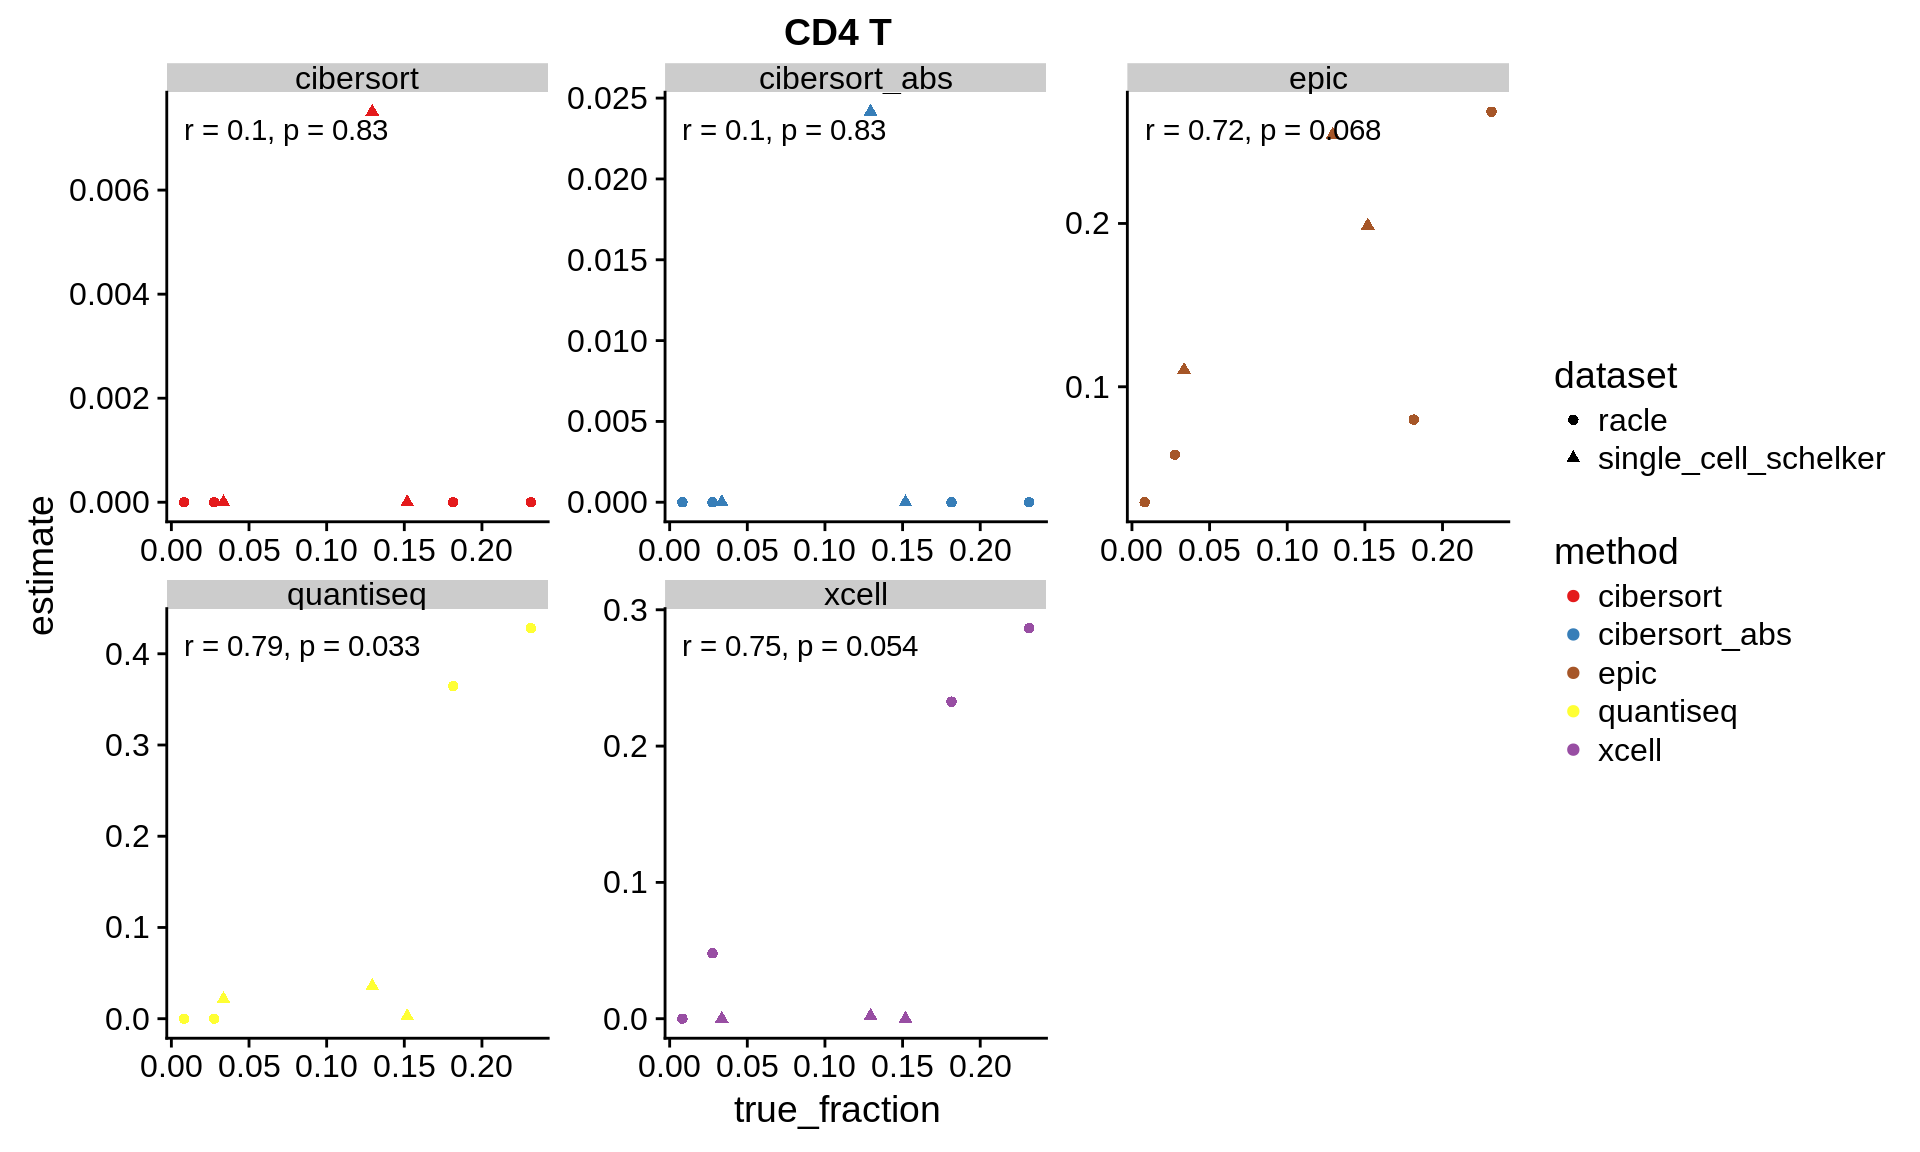 CD4 T
cibersort
cibersort_abs
epic
r = 0.1, p = 0.83
r = 0.1, p = 0.83
r = 0.72, p = 0.068
0.006
0.004
0.002
0.000
0.025
0.020
0.015
0.010
0.005
0.000
0.2
0.1
0.00 0.05 0.10 0.15 0.20
0.00 0.05 0.10 0.15 0.20
0.00 0.05 0.10 0.15 0.20
quantiseq
xcell
r = 0.79, p = 0.033
r = 0.75, p = 0.054
0.4
0.3
0.2
0.1
0.0
0.3
0.2
0.1
0.0
0.00 0.05 0.10 0.15 0.20
0.00 0.05 0.10 0.15 0.20
true_fraction
estimate
dataset
racle
single_cell_schelker
method
cibersort
cibersort_abs
epic
quantiseq
xcell